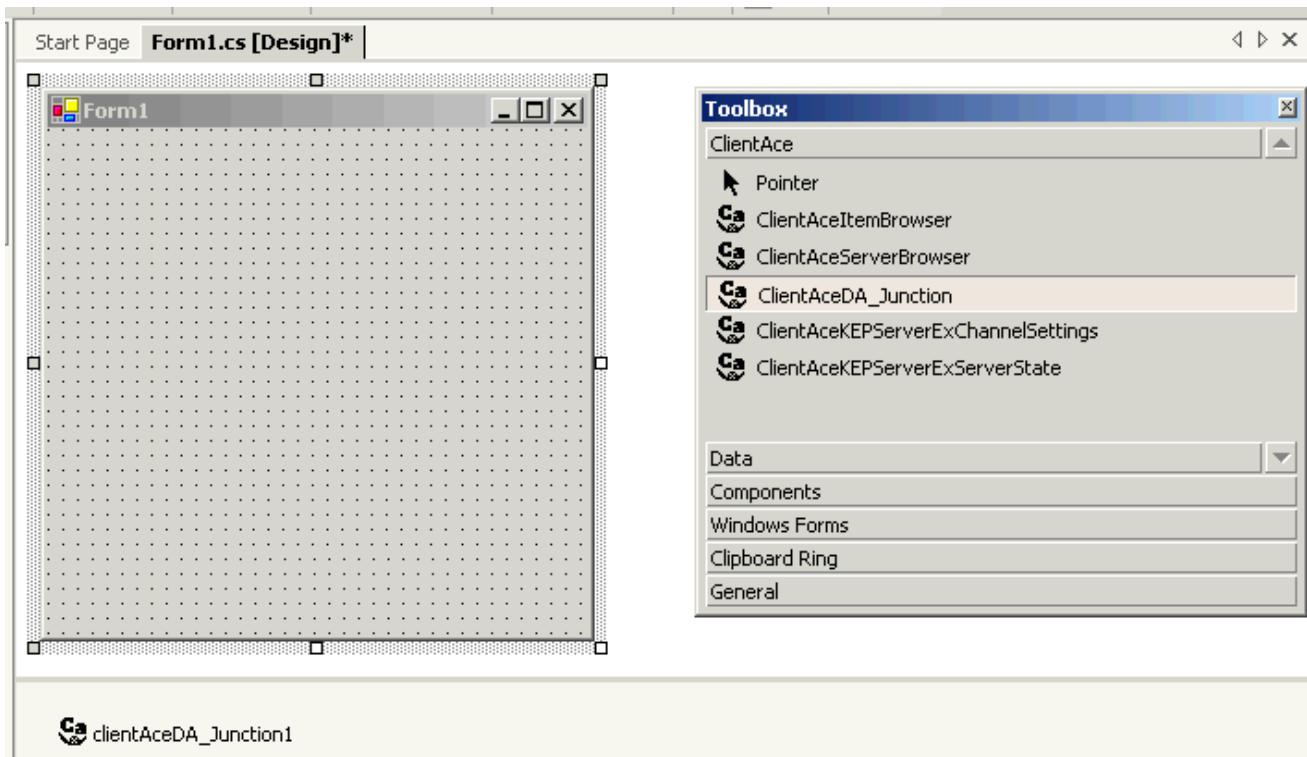 Start Page Form1.cs [Design]*
Form1
Toolbox
ClientAce
Pointer
ClientAceItemBrowser
ClientAceServerBrowser
ClientAceDA_Junction
ClientAceKEPServerExChannelSettings
ClientAceKEPServerExServerState
Data
Components
Windows Forms
Clipboard Ring
General
clientAceDA_Junction1